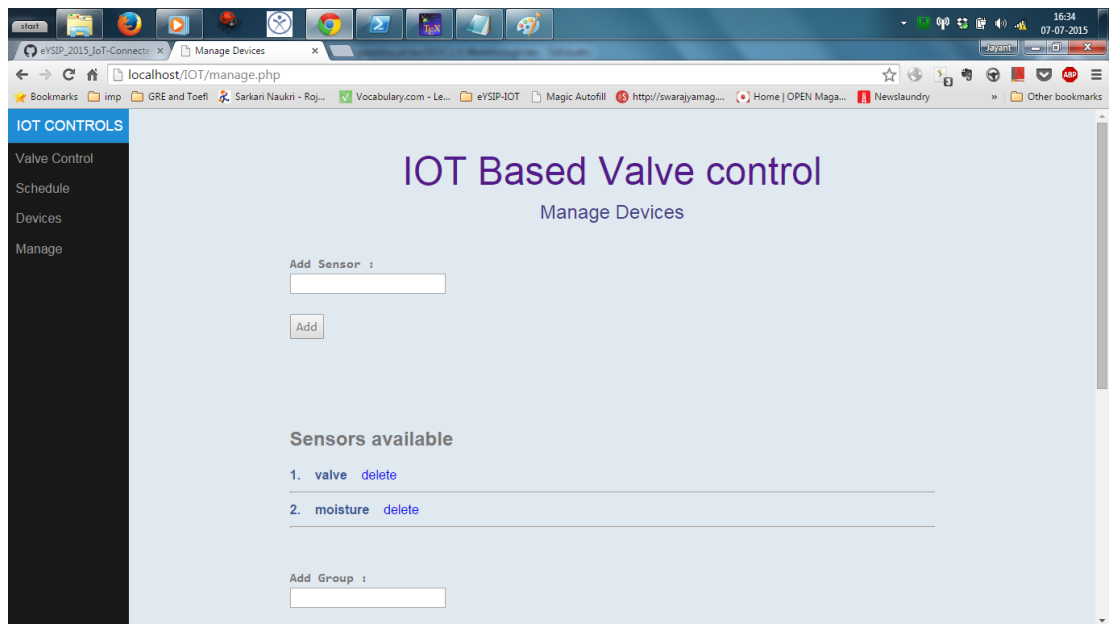 start
TEX
16:34
07-07-2015
eYSIP_2015_IoT-Connecte
Manage Devices
Jayant
localhost/IOT/manage.php
ABP
Bookmarks imp GRE and Toefl Sarkari Naukri - Roj... Vocabulary.com - Le... eYSIP-IOT Magic Autofill http://swarajyamag.... Home | OPEN Maga... Newslaundry » Other bookmarks
IOT CONTROLS
Valve Control
Schedule
Devices
Manage
IOT Based Valve control
Manage Devices
Add Sensor :
Add
Sensors available
1. valve delete
2. moisture delete
Add Group :